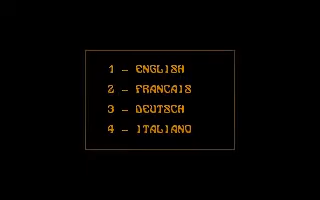 1 - ENGLISH
2 - FRANCAIS
3 - DEUTSCH
4 - ITALIANO